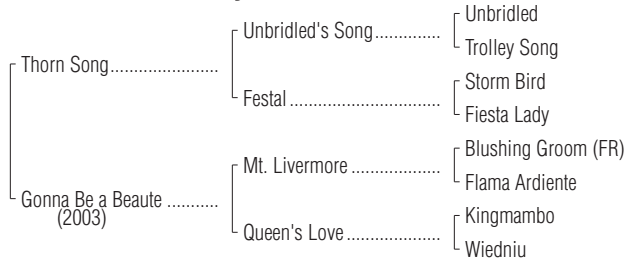 Unbridled
Unbridled's Song..............
Trolley Song
Thorn Song.......................
Storm Bird
Festal................................
Fiesta Lady
Blushing Groom (FR)
Mt. Livermore...................
Flama Ardiente
Gonna Be a Beaute...........
(2003)
Kingmambo
Queen's Love....................
Wiedniu